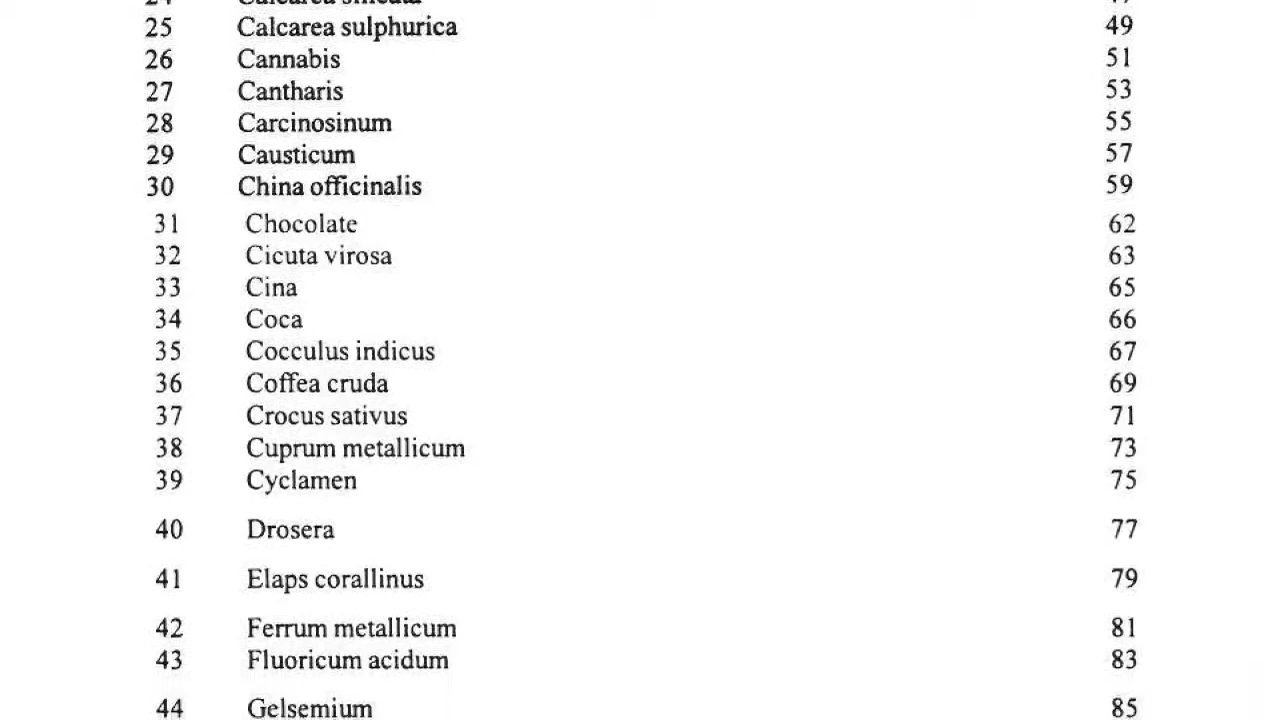 25 Calcarea sulphurica 49
26 Cannabis 51
27 Cantharis 53
28 Carcinosinum 55
29 Causticum 57
30 China officinalis 59
31 Chocolate 62
32 Cicuta virosa 63
33 Cina 65
34 Coca 66
35 Cocculus indicus 67
36 Coffea cruda 69
37 Crocus sativus 71
38 Cuprum metallicum 73
39 Cyclamen 75
40 Drosera 77
41 Elaps corallinus 79
42 Ferrum metallicum 81
43 Fluoricum acidum 83
44 Gelsemium 85